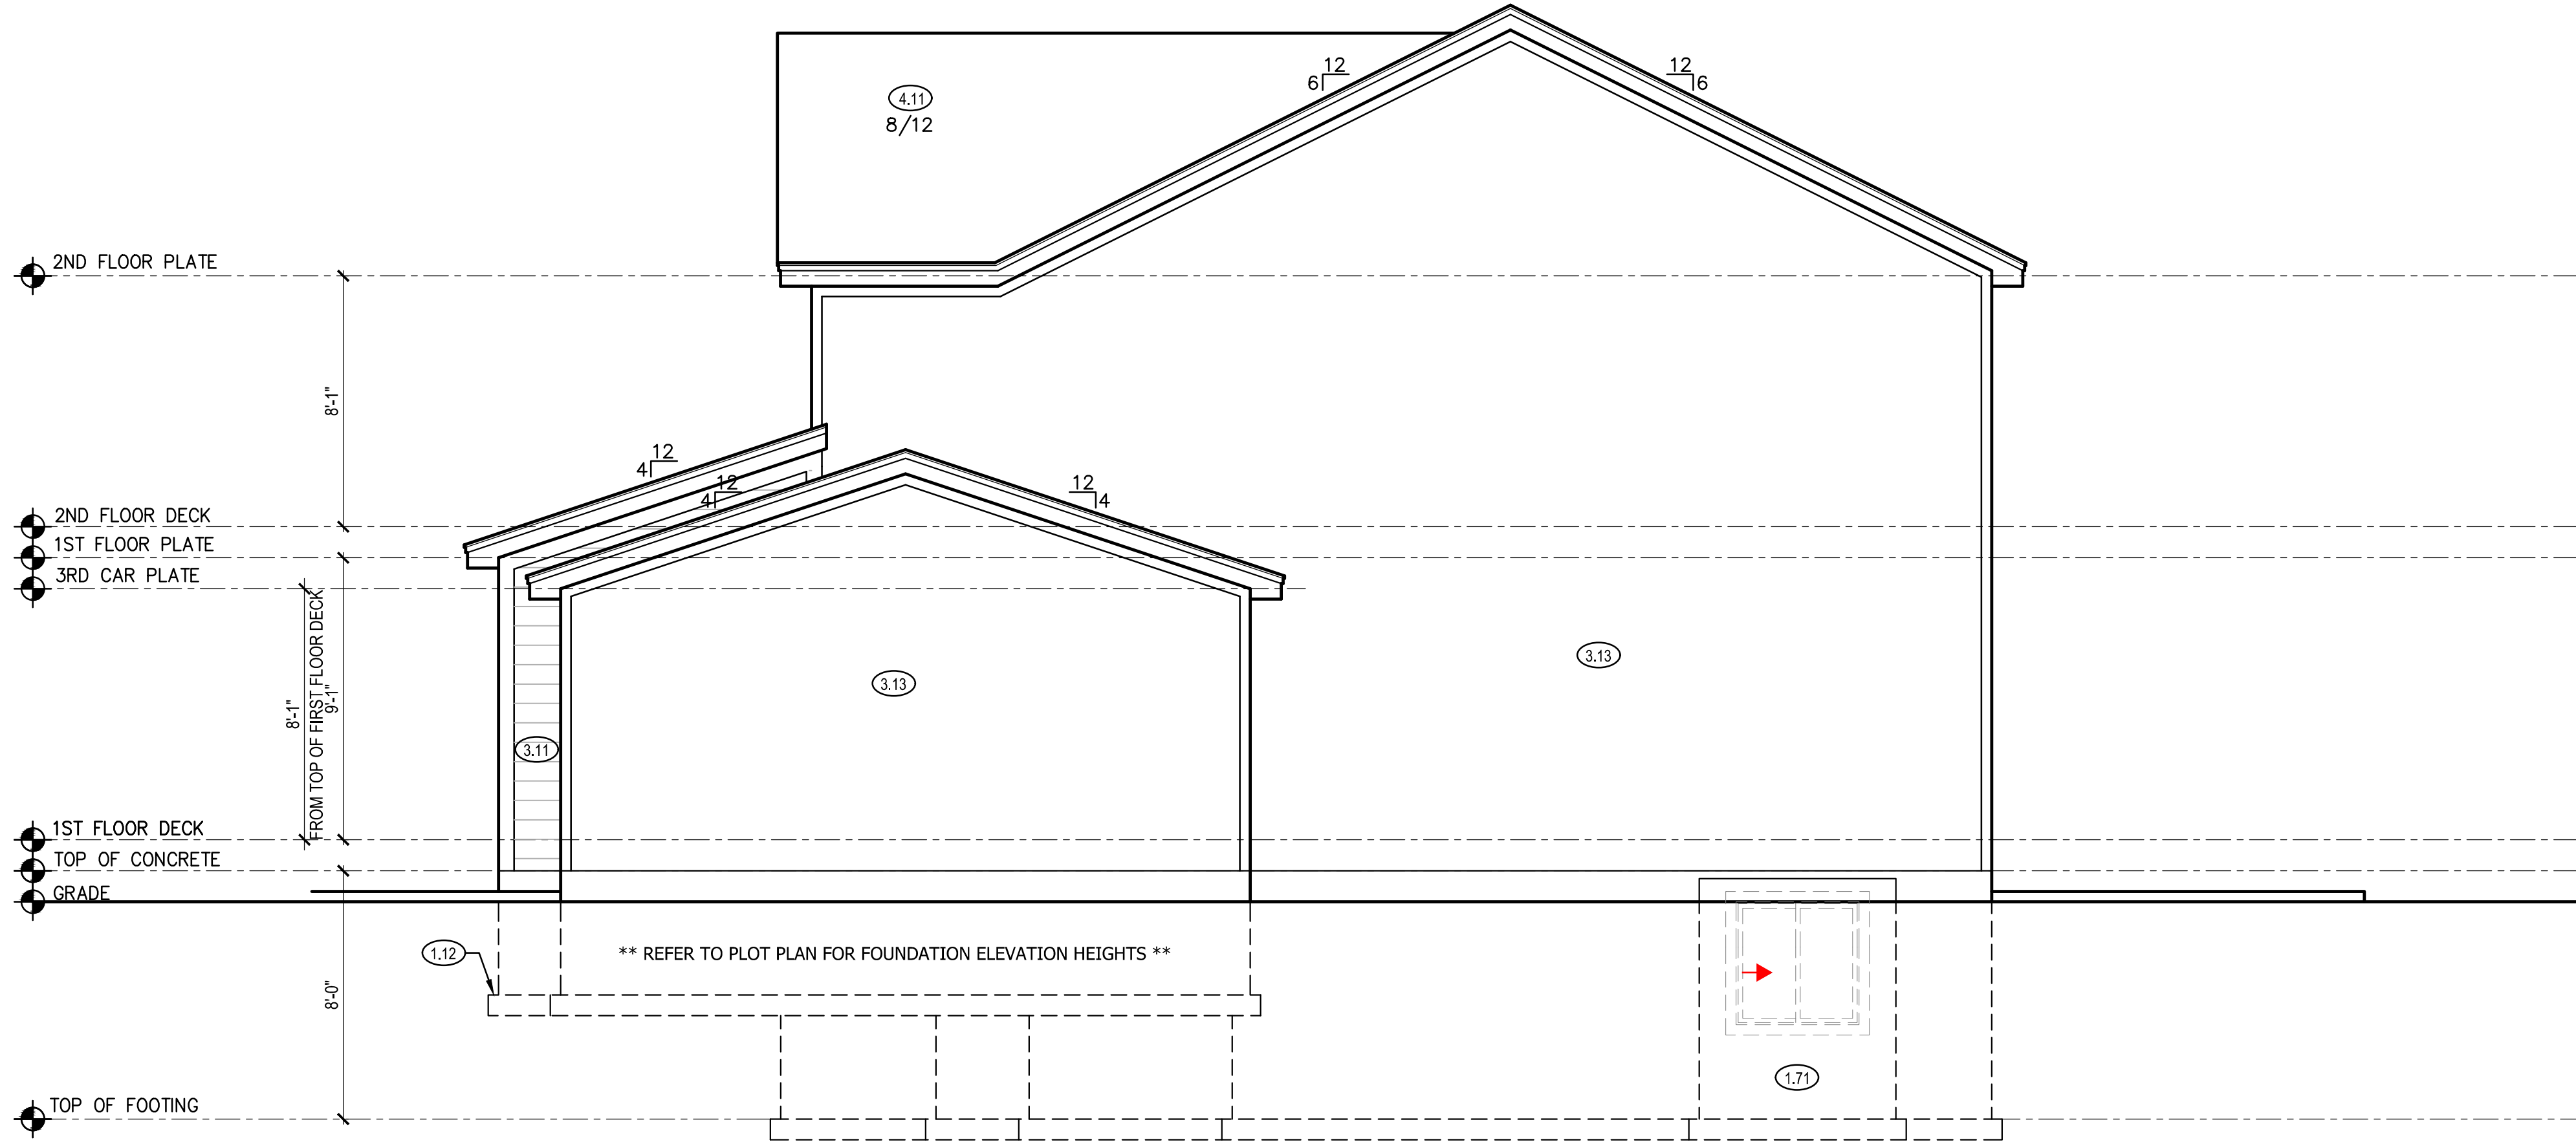 12
6
12
6
4.11
8/12
2ND FLOOR PLATE
8'-1"
12
4
12
4
12
4
2ND FLOOR DECK
1ST FLOOR PLATE
3RD CAR PLATE
8'-1"
FROM TOP OF FIRST FLOOR DECK
9'-1"
3.13
3.13
3.11
1ST FLOOR DECK
TOP OF CONCRETE
GRADE
1.12
** REFER TO PLOT PLAN FOR FOUNDATION ELEVATION HEIGHTS **
8'-0"
1.71
TOP OF FOOTING